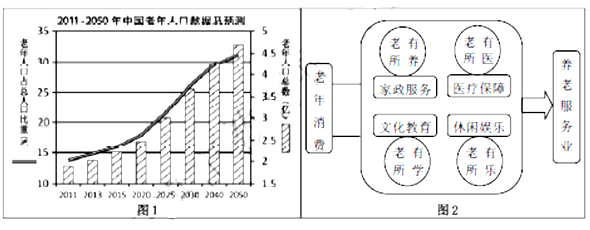 2011-2050年中国老年人口数据及预测
老年人口占总人口比重(%)
35
30
25
20
15
10
老年人口总数(亿)
5
4.5
4
3.5
3
2.5
2
1.5
2011 2013 2015 2020 2025 2030 2040 2050
图1
老年消费
老有所养
老有所医
家政服务
医疗保障
文化教育
休闲娱乐
老有所学
老有所乐
养老服务业
图2